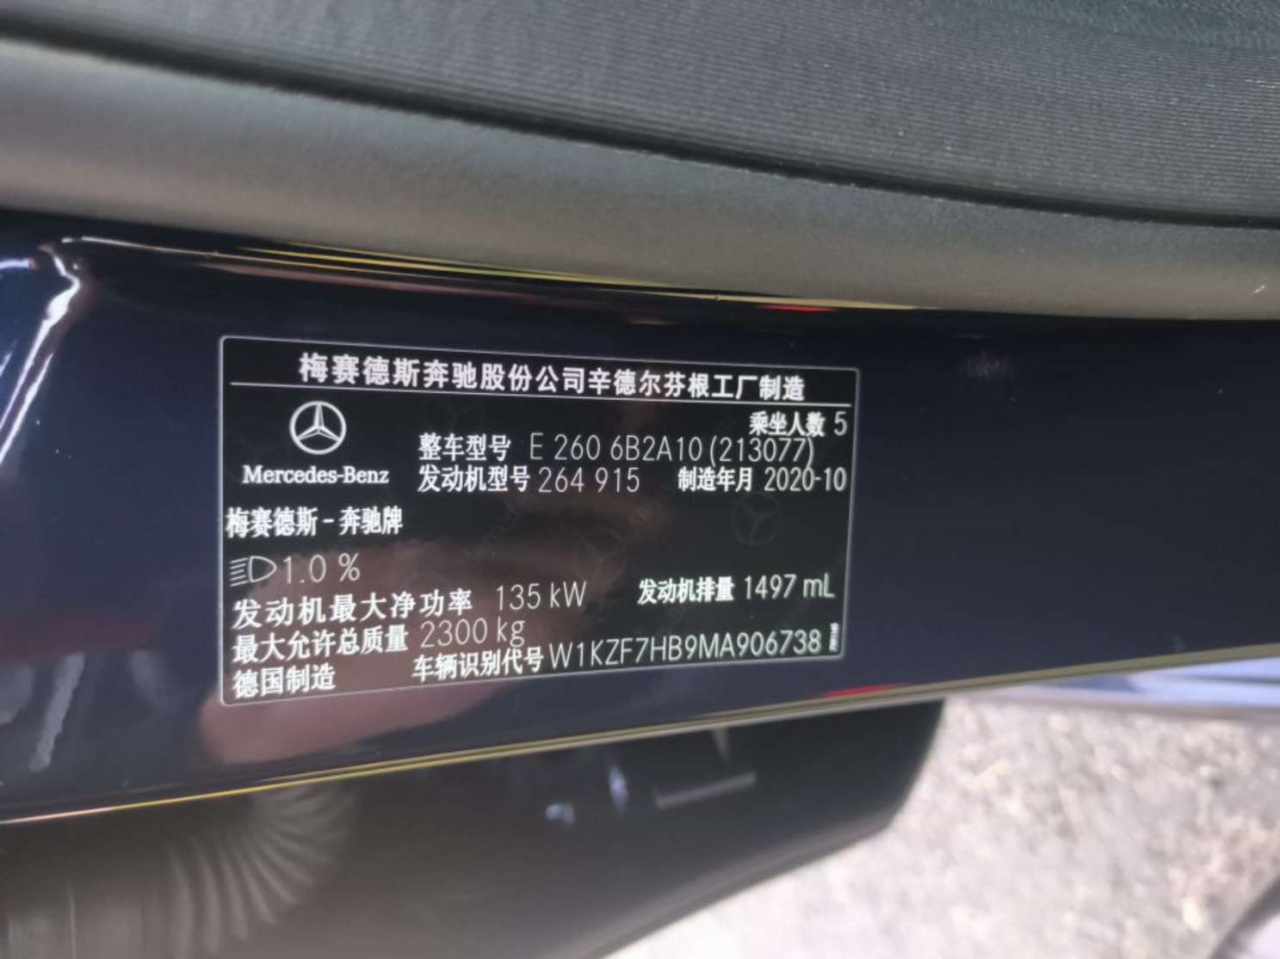 梅赛德斯奔驰股份公司辛德尔芬根工厂制造
乘坐人数 5
Mercedes-Benz
整车型号 E 260 6B2A10 (213077)
发动机型号 264 915 制造年月 2020-10
梅赛德斯-奔驰牌
1.0 %
发动机最大净功率 135 kW 发动机排量 1497 mL
最大允许总质量 2300 kg
德国制造 车辆识别代号 W1KZF7HB9MA906738